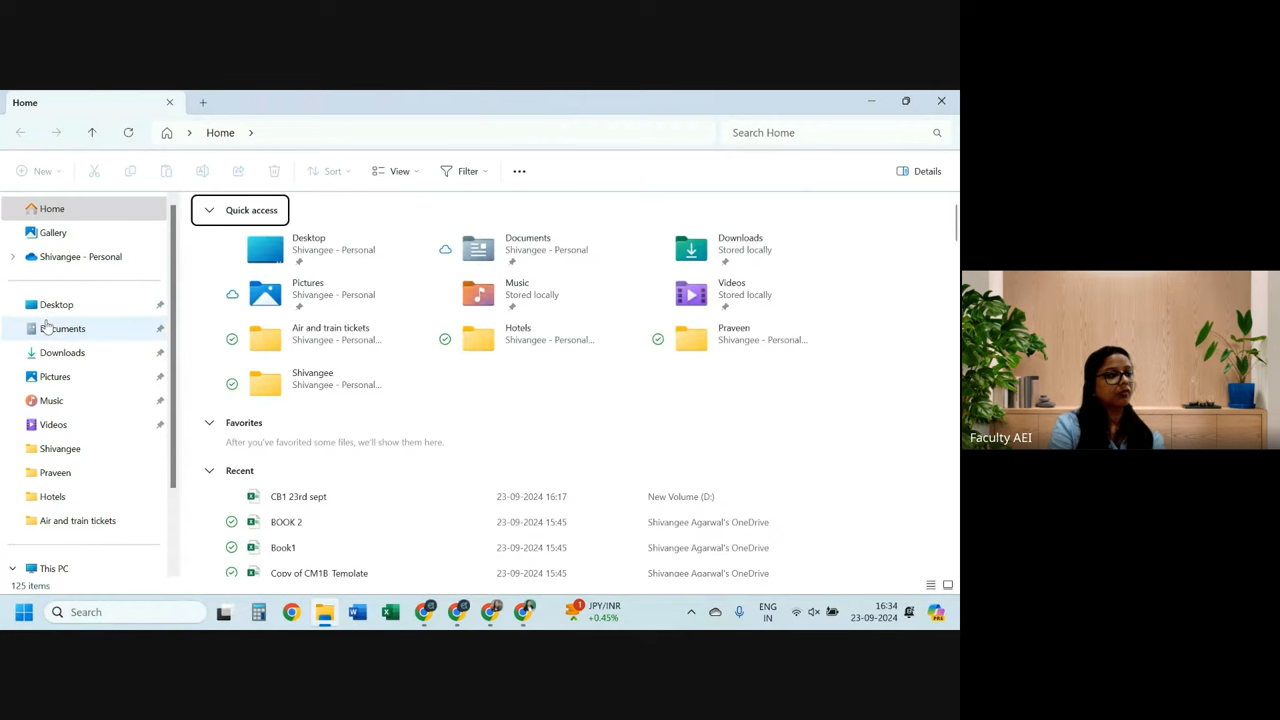 Home
Home
Search Home
New
Sort
View
Filter
Details
Home
Gallery
Shivangee - Personal
Desktop
cuments
Downloads
Pictures
Music
Videos
Shivangee
Praveen
Hotels
Air and train tickets
This PC
125 items
Quick access
Desktop
Shivangee - Personal
Documents
Shivangee - Personal
Downloads
Stored locally
Pictures
Shivangee - Personal
Music
Stored locally
Videos
Stored locally
Air and train tickets
Shivangee - Personal...
Hotels
Shivangee - Personal...
Praveen
Shivangee - Personal...
Shivangee
Shivangee - Personal...
Favorites
After you've favorited some files, we'll show them here.
Recent
CB1 23rd sept 23-09-2024 16:17 New Volume (D:)
BOOK 2 23-09-2024 15:45 Shivangee Agarwal's OneDrive
Book1 23-09-2024 15:45 Shivangee Agarwal's OneDrive
Copy of CM1B Template 23-09-2024 15:45 Shivangee Agarwal's OneDrive
Search
1
JPY/INR
+0.45%
ENG
IN
16:34
23-09-2024
PRE
Faculty AEI